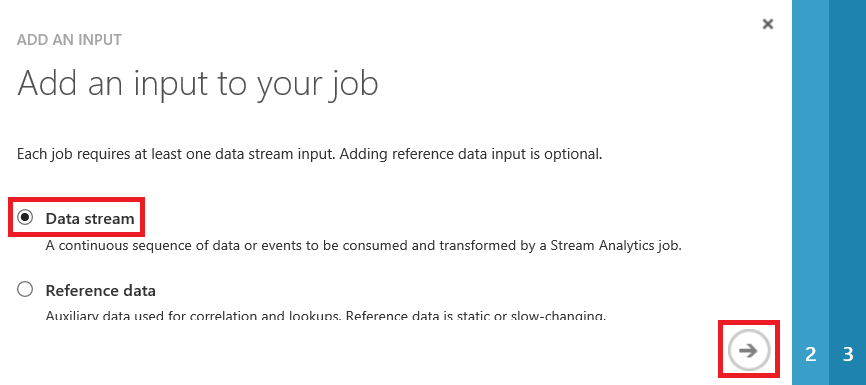 ADD AN INPUT
Add an input to your job
Each job requires at least one data stream input. Adding reference data input is optional.
Data stream
A continuous sequence of data or events to be consumed and transformed by a Stream Analytics job.
Reference data
Auxiliary data used for correlation and lookups. Reference data is static or slow-changing.
2 3